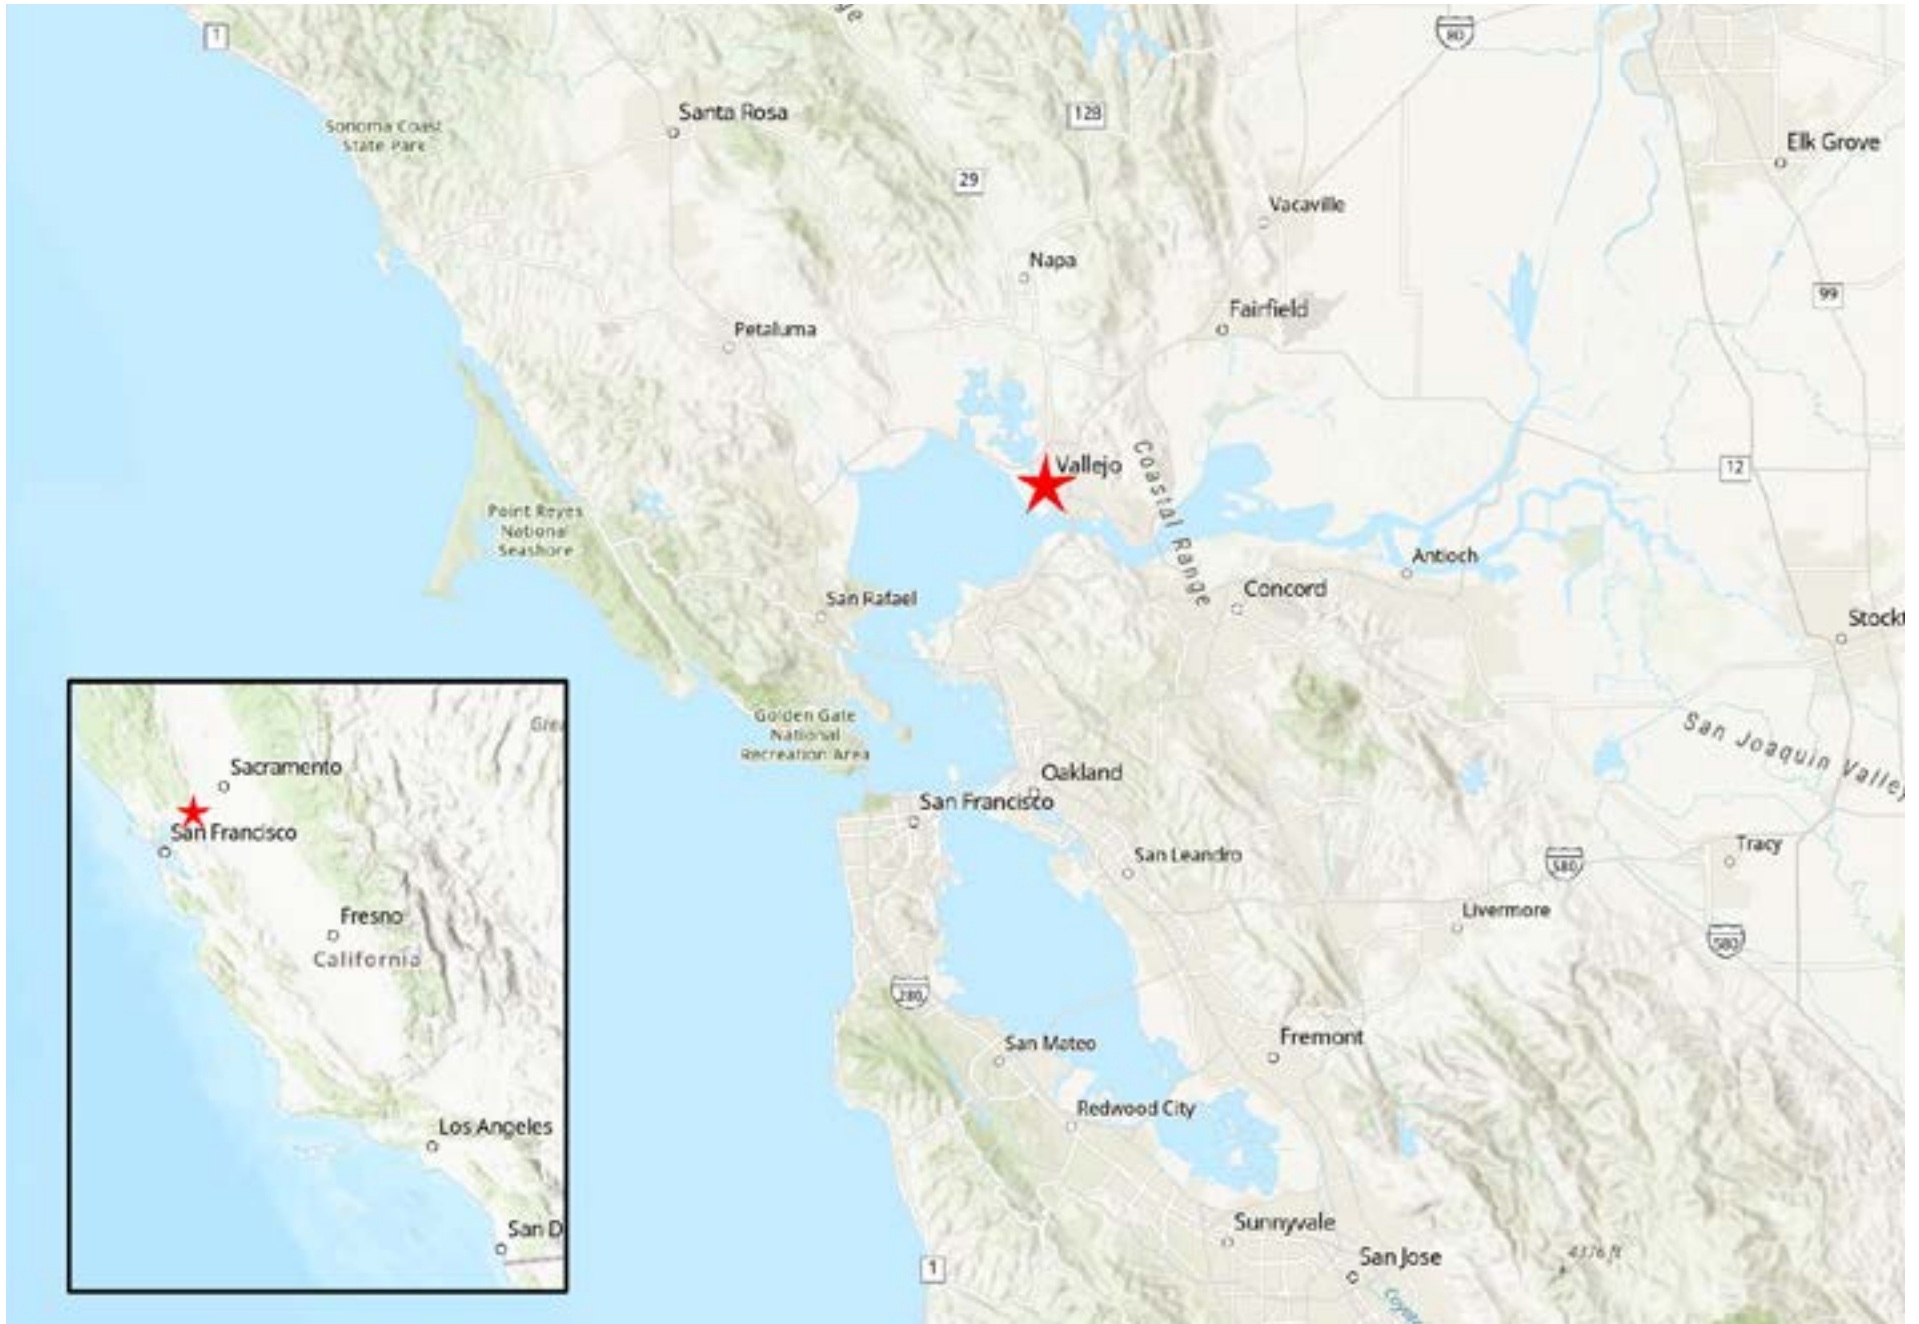 1
80
Santa Rosa
128
Sonoma Coast
State Park
Elk Grove
29
Vacaville
Napa
99
Fairfield
Petaluma
Vallejo
12
Coastal Range
Point Reyes
National
Seashore
Antioch
Concord
San Rafael
Stockt
Golden Gate
National
Recreation Area
San Joaquin Valley
Oakland
San Francisco
San Leandro
580
Tracy
Livermore
580
280
Fremont
San Mateo
Redwood City
Sunnyvale
San Jose
4376 ft
1
Coyote
Grea
Sacramento
San Francisco
Fresno
California
Los Angeles
San D